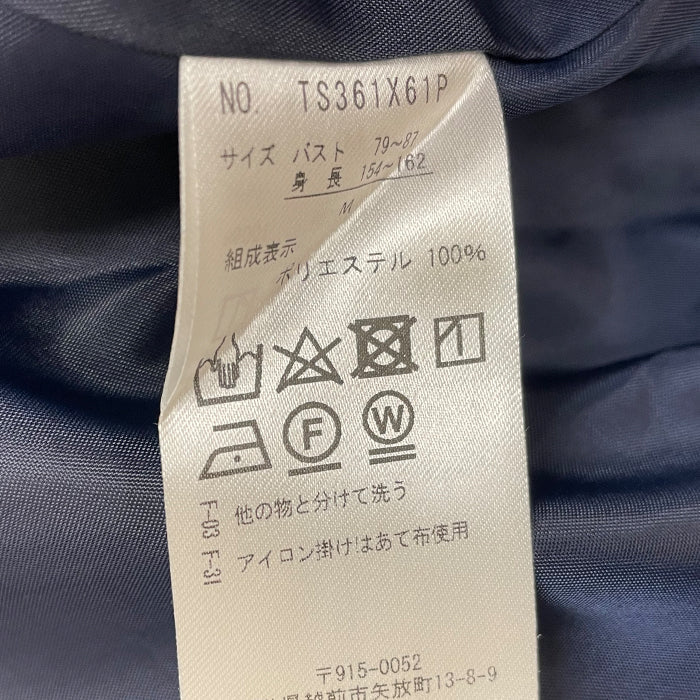 NO. TS361X61P
サイズ バスト 79~87
身長 154~162
M
組成表示
ポリエステル 100%
F
W
F-03 他の物と分けて洗う
F-31 アイロン掛けはあて布使用
〒915-0052
県越前市矢放町13-8-9